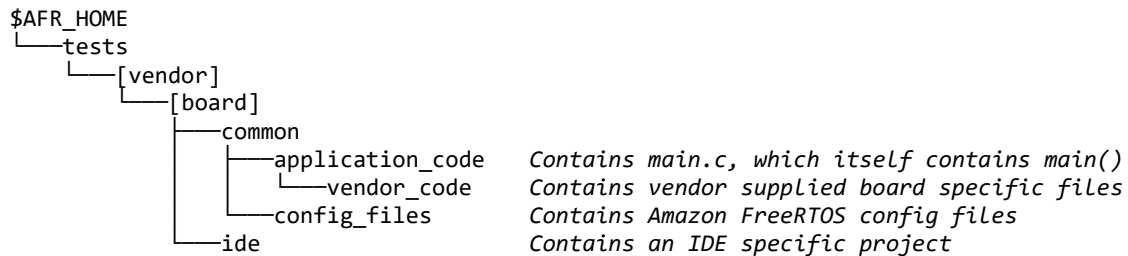 $AFR_HOME
└───tests
    └───[vendor]
        └───[board]
            ├───common
            │   ├───application_code   Contains main.c, which itself contains main()
            │   │   └───vendor_code    Contains vendor supplied board specific files
            │   └───config_files       Contains Amazon FreeRTOS config files
            └───ide                    Contains an IDE specific project